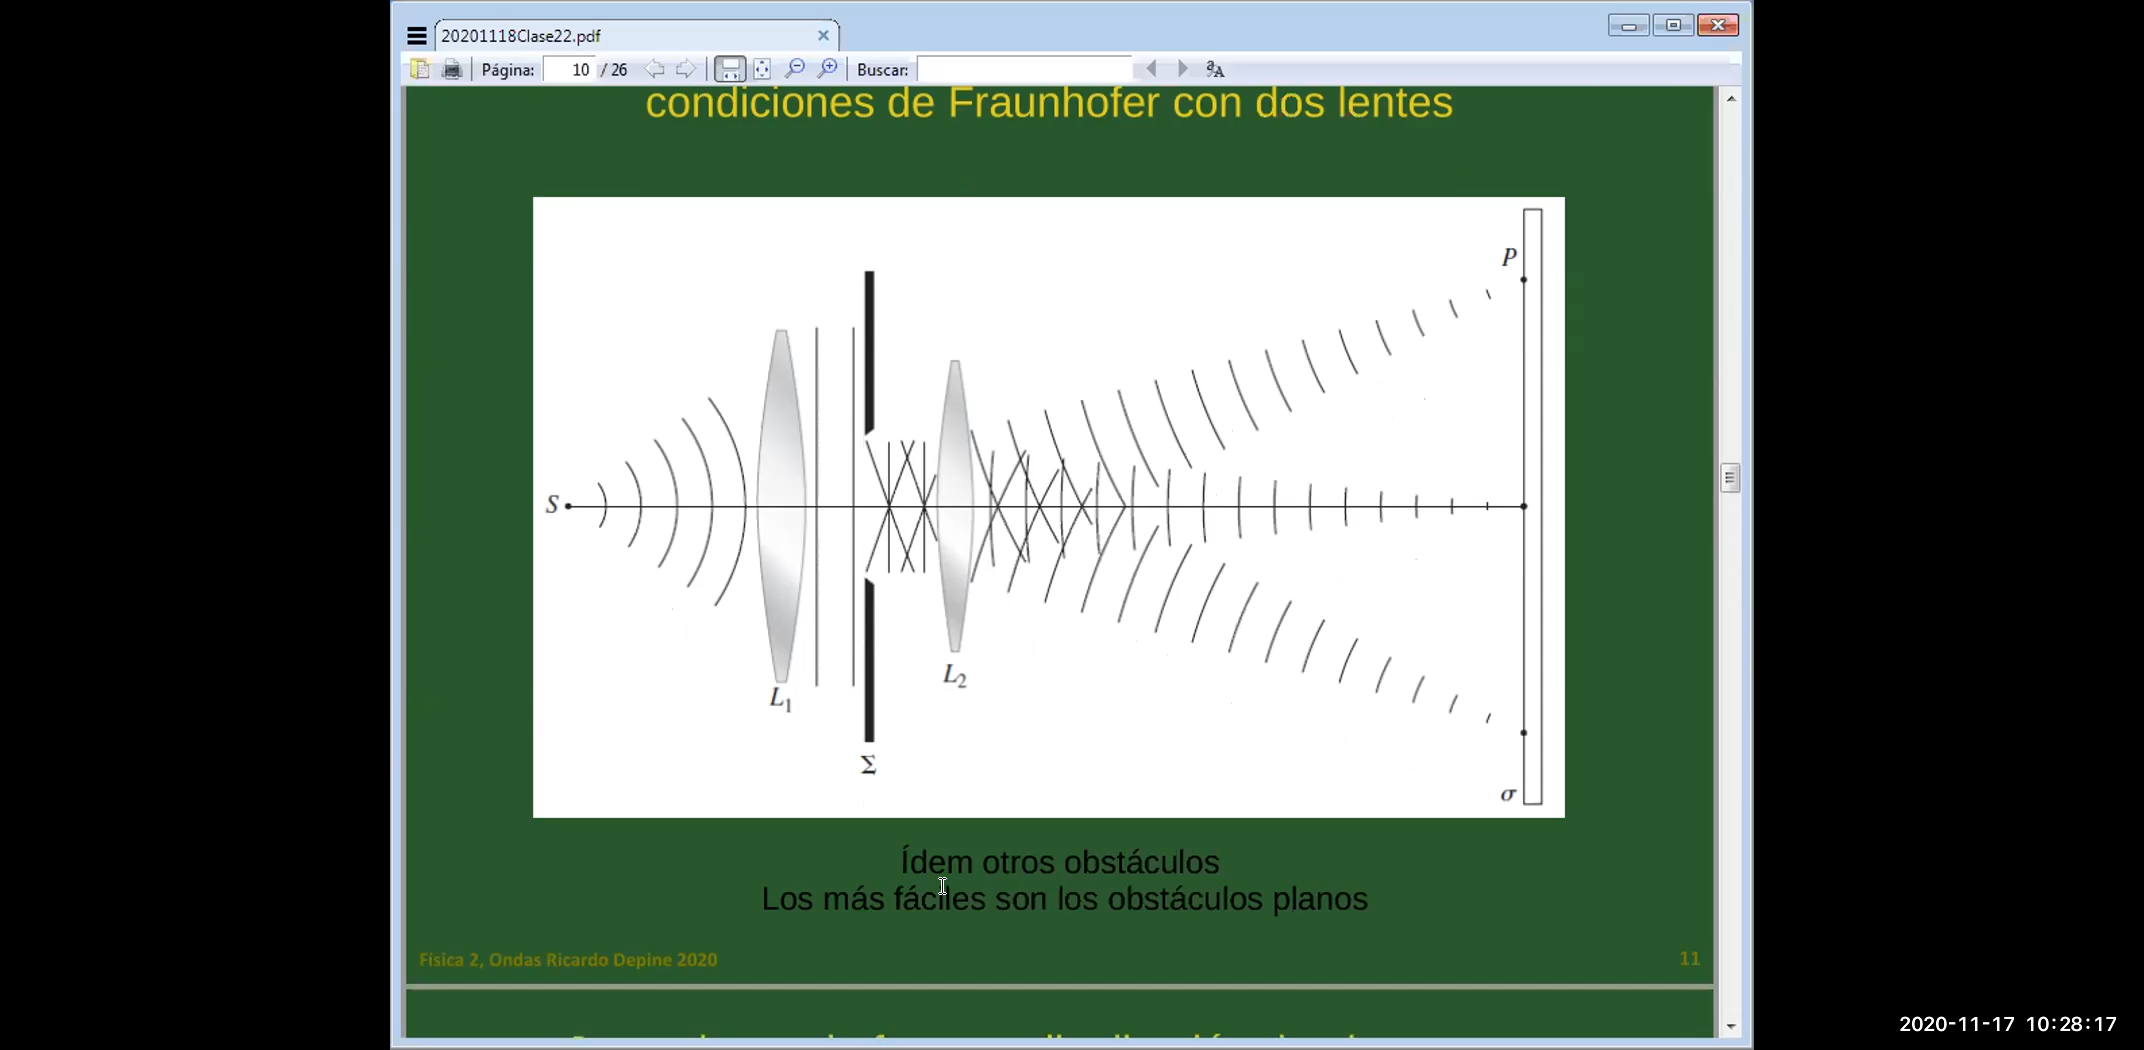 20201118Clase22.pdf
Página: 10 / 26 Buscar:
condiciones de Fraunhofer con dos lentes
P
S
L1
L2
Σ
σ
Ídem otros obstáculos
Los más fáciles son los obstáculos planos
Física 2, Ondas Ricardo Depine 2020 11
2020-11-17 10:28:17